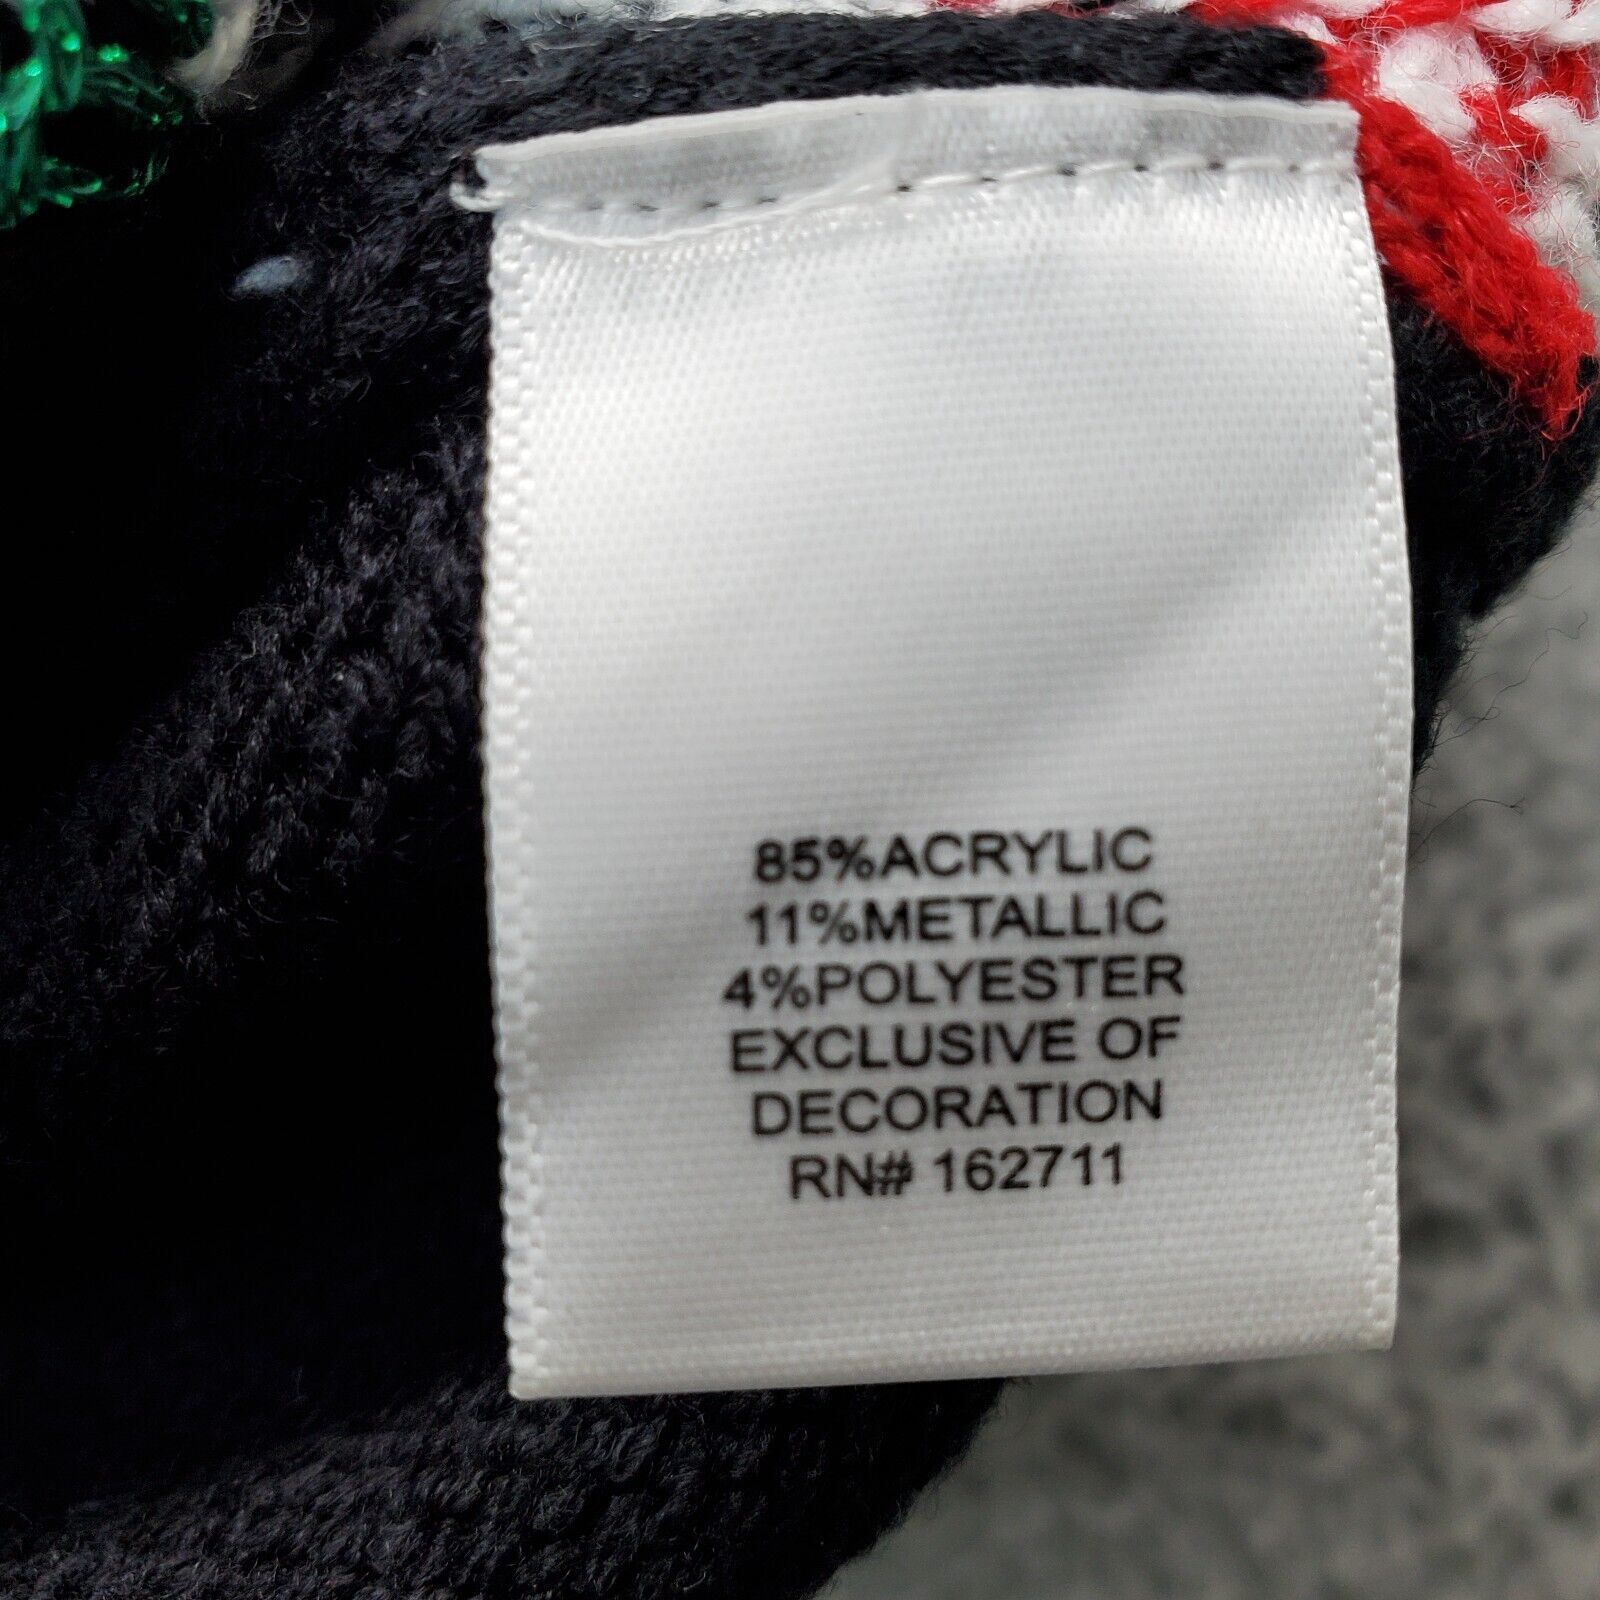 85%ACRYLIC
11%METALLIC
4%POLYESTER
EXCLUSIVE OF
DECORATION
RN# 162711